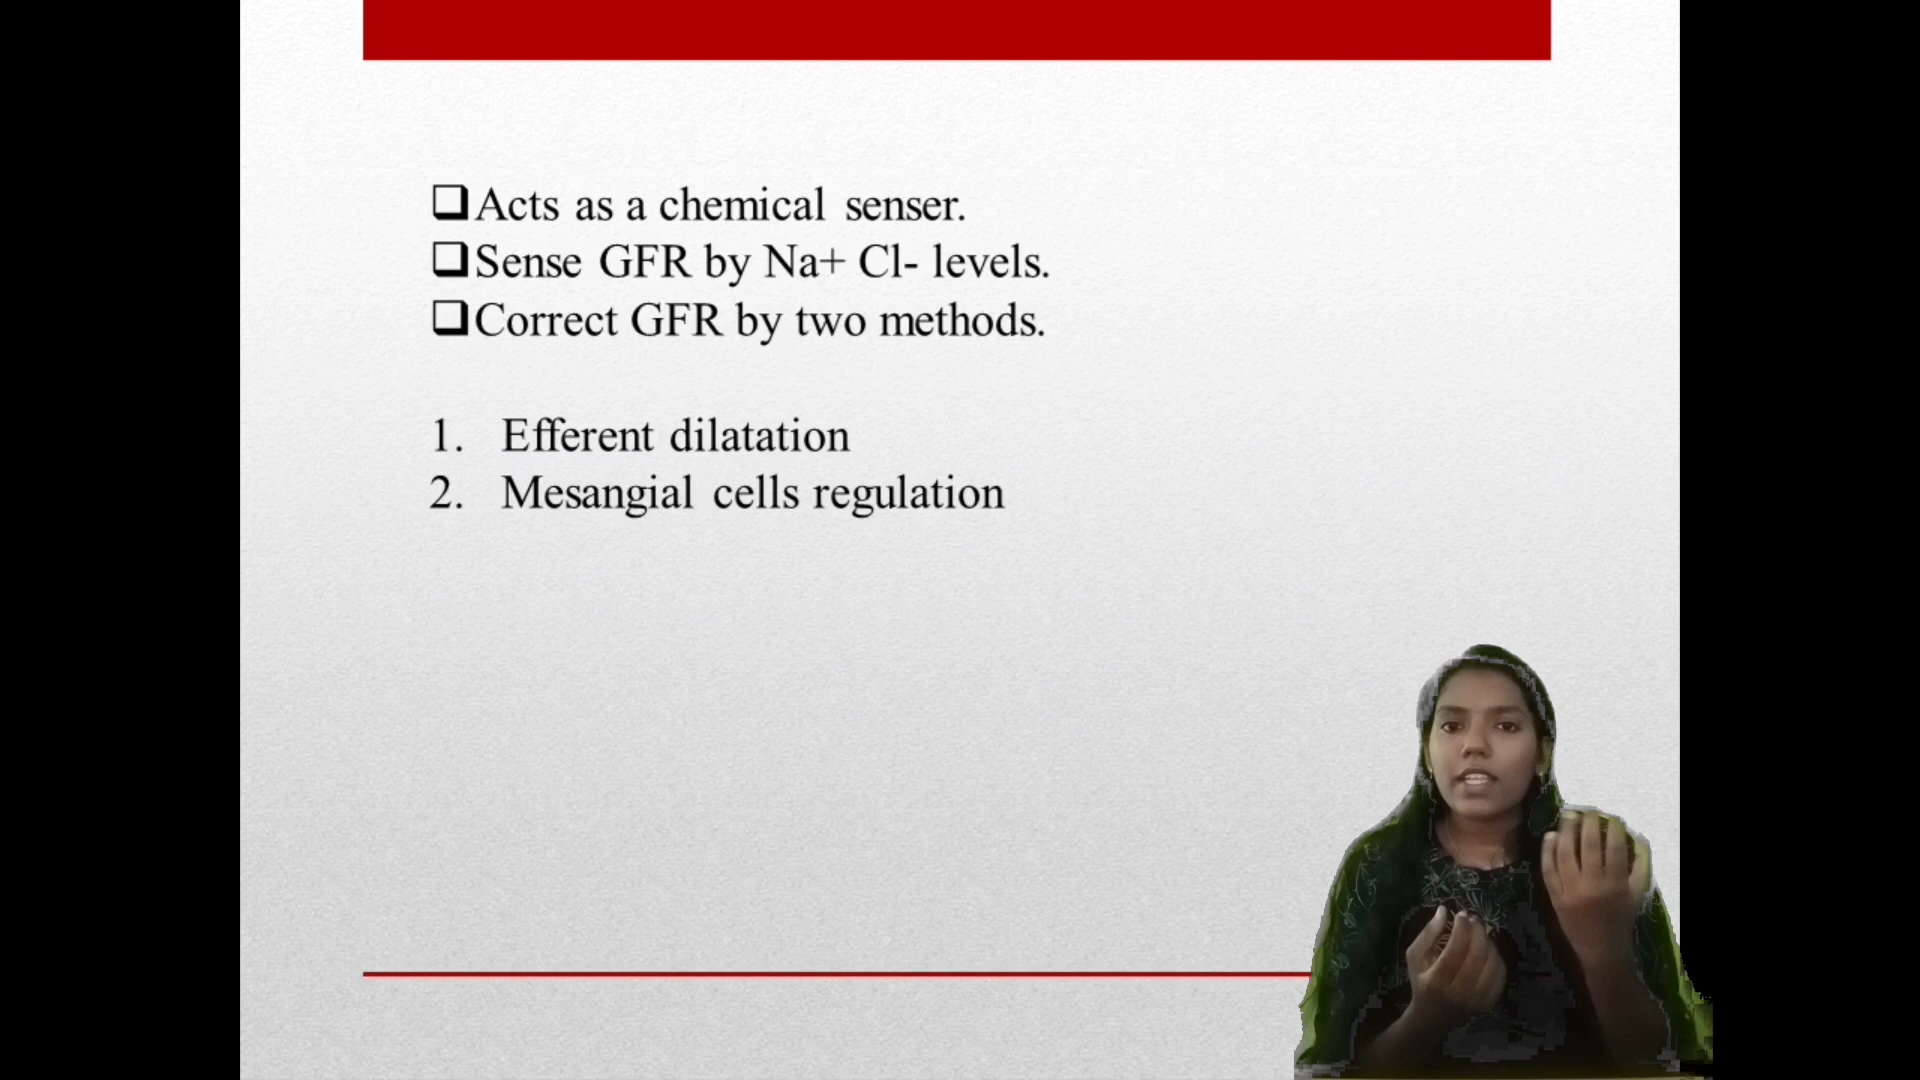 ❑Acts as a chemical senser.
❑Sense GFR by Na+ Cl- levels.
❑Correct GFR by two methods.
1. Efferent dilatation
2. Mesangial cells regulation